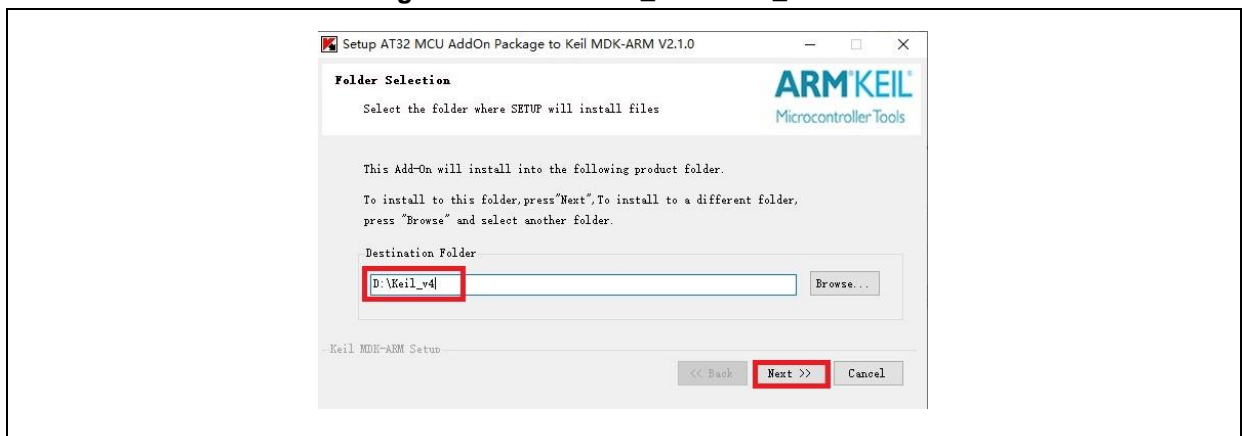 Setup AT32 MCU AddOn Package to Keil MDK-ARM V2.1.0
Folder Selection
ARM KEIL
Select the folder where SETUP will install files
Microcontroller Tools
This Add-On will install into the following product folder.
To install to this folder,press"Next",To install to a different folder,
press "Browse" and select another folder.
Destination Folder
D:\Keil_v4
Browse...
Keil MDK-ARM Setup
<< Back
Next >>
Cancel